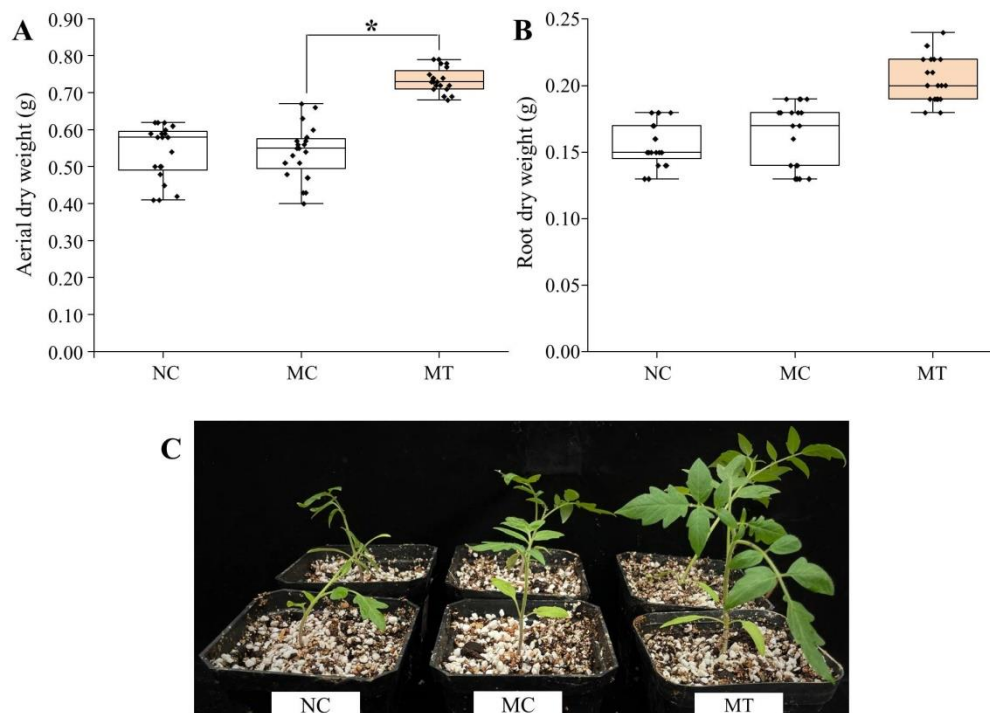 A
Aerial dry weight (g)
0.90
0.80
0.70
0.60
0.50
0.40
0.30
0.20
0.10
0.00
*
NC
MC
MT
B
Root dry weight (g)
0.25
0.20
0.15
0.10
0.05
0.00
NC
MC
MT
C
NC
MC
MT